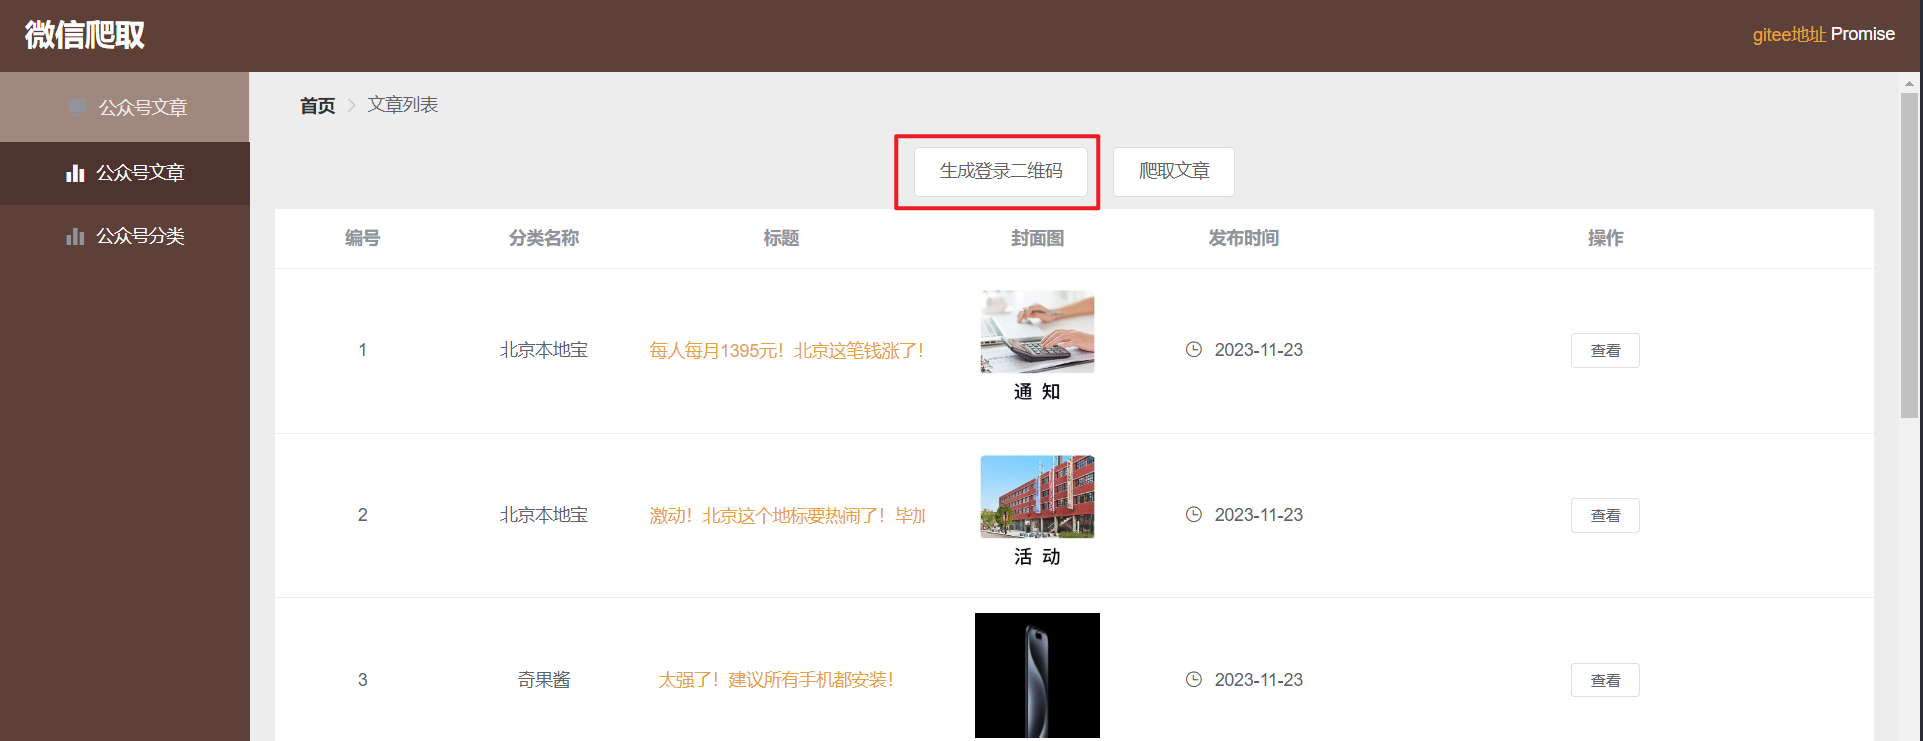 微信爬取
gitee地址 Promise
公众号文章
公众号文章
公众号分类
首页 > 文章列表
生成登录二维码 爬取文章
编号 分类名称 标题 封面图 发布时间 操作
1 北京本地宝 每人每月1395元！北京这笔钱涨了！ 2023-11-23 查看
通 知
2 北京本地宝 激动！北京这个地标要热闹了！毕加 2023-11-23 查看
活 动
3 奇果酱 太强了！建议所有手机都安装！ 2023-11-23 查看